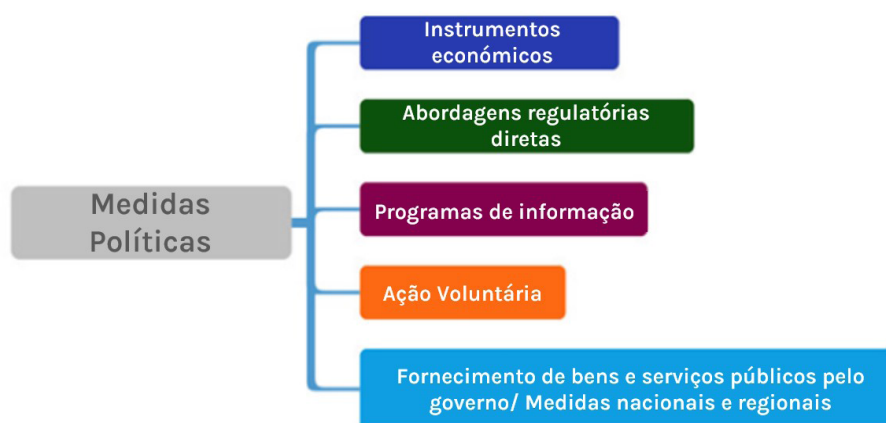 Instrumentos
económicos
Abordagens regulatórias
diretas
Medidas
Políticas
Programas de informação
Ação Voluntária
Fornecimento de bens e serviços públicos pelo
governo/ Medidas nacionais e regionais